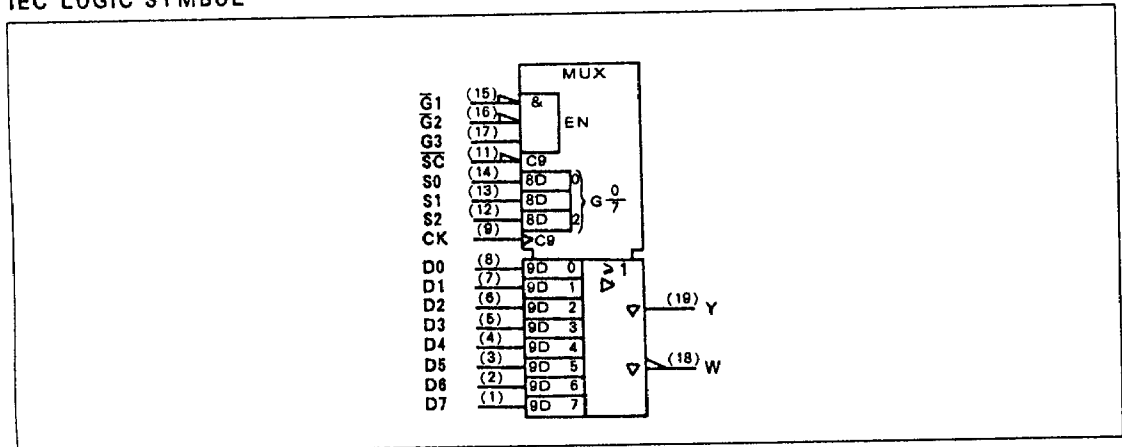 IEC LOGIC SYMBOL
MUX
G̅1 (15) &
G̅2 (16) EN
G3 (17)
S̅C̅ (11) C9
S0 (14) 8D 0
S1 (13) 8D G 0/7
S2 (12) 8D 2
CK (9) C9
D0 (8) 9D 0 >1
D1 (7) 9D 1
D2 (6) 9D 2 (19) Y
D3 (5) 9D 3
D4 (4) 9D 4
D5 (3) 9D 5 (18) W
D6 (2) 9D 6
D7 (1) 9D 7